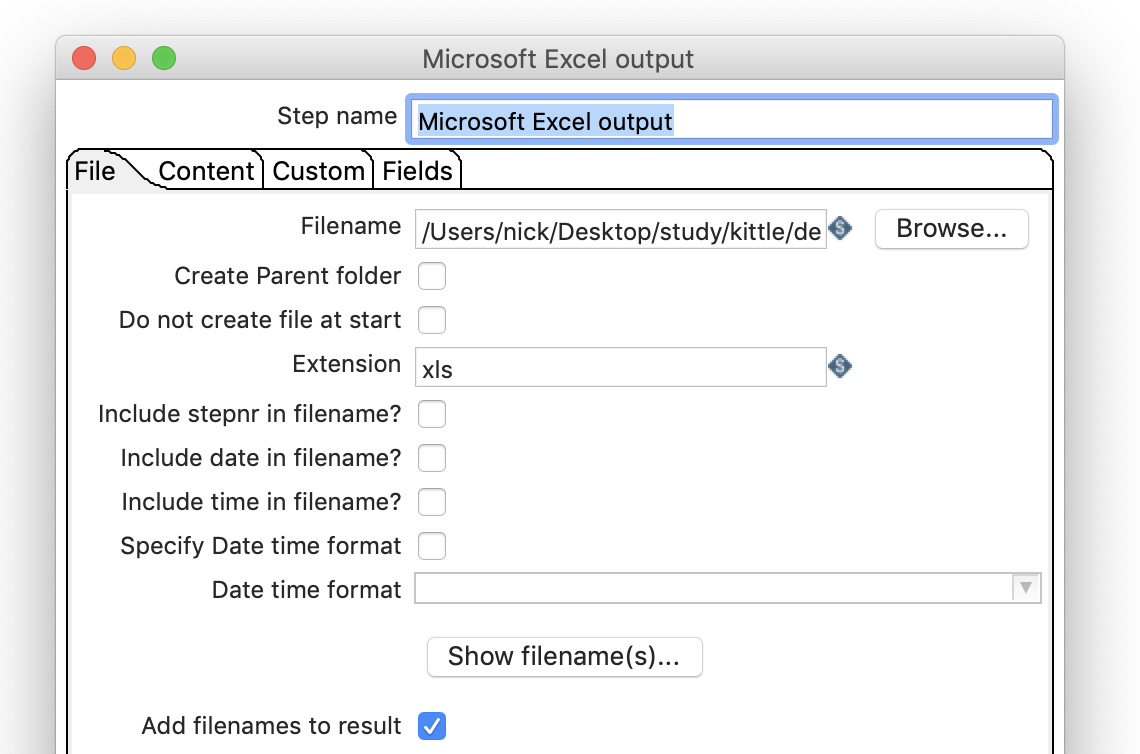 Microsoft Excel output
Step name Microsoft Excel output
File Content Custom Fields
Filename /Users/nick/Desktop/study/kittle/de Browse...
Create Parent folder
Do not create file at start
Extension xls
Include stepnr in filename?
Include date in filename?
Include time in filename?
Specify Date time format
Date time format
Show filename(s)...
Add filenames to result